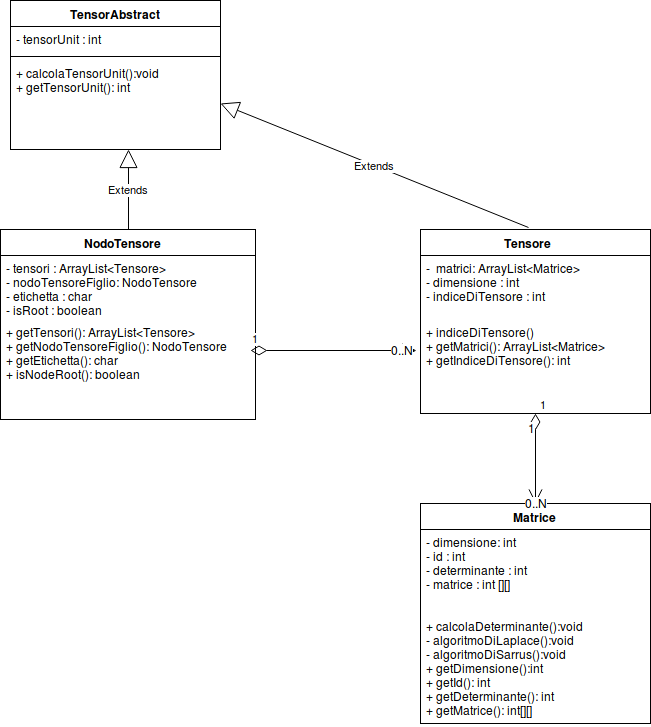 TensorAbstract
- tensorUnit : int
+ calcolaTensorUnit():void
+ getTensorUnit(): int
Extends
Extends
NodoTensore
- tensori : ArrayList<Tensore>
- nodoTensoreFiglio: NodoTensore
- etichetta : char
- isRoot : boolean
+ getTensori(): ArrayList<Tensore>
+ getNodoTensoreFiglio(): NodoTensore
+ getEtichetta(): char
+ isNodeRoot(): boolean
1
0..N
Tensore
- matrici: ArrayList<Matrice>
- dimensione : int
- indiceDiTensore : int
+ indiceDiTensore()
+ getMatrici(): ArrayList<Matrice>
+ getIndiceDiTensore(): int
1
1
0..N
Matrice
- dimensione: int
- id : int
- determinante : int
- matrice : int [][]
+ calcolaDeterminante():void
- algoritmoDiLaplace():void
- algoritmoDiSarrus():void
+ getDimensione():int
+ getId(): int
+ getDeterminante(): int
+ getMatrice(): int[][]